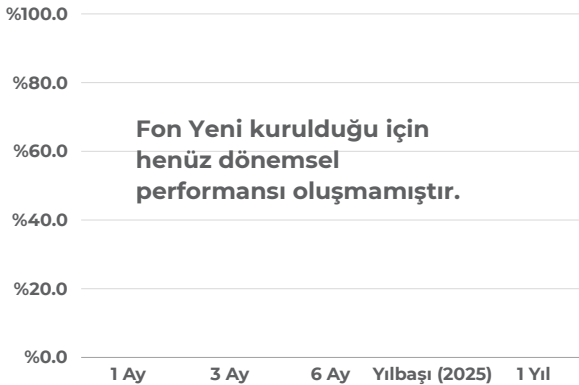 %100.0
%80.0
Fon Yeni kurulduğu için
henüz dönemsel
%60.0
performansı oluşmamıştır.
%40.0
%20.0
%0.0
1 Ay 3 Ay 6 Ay Yılbaşı (2025) 1 Yıl